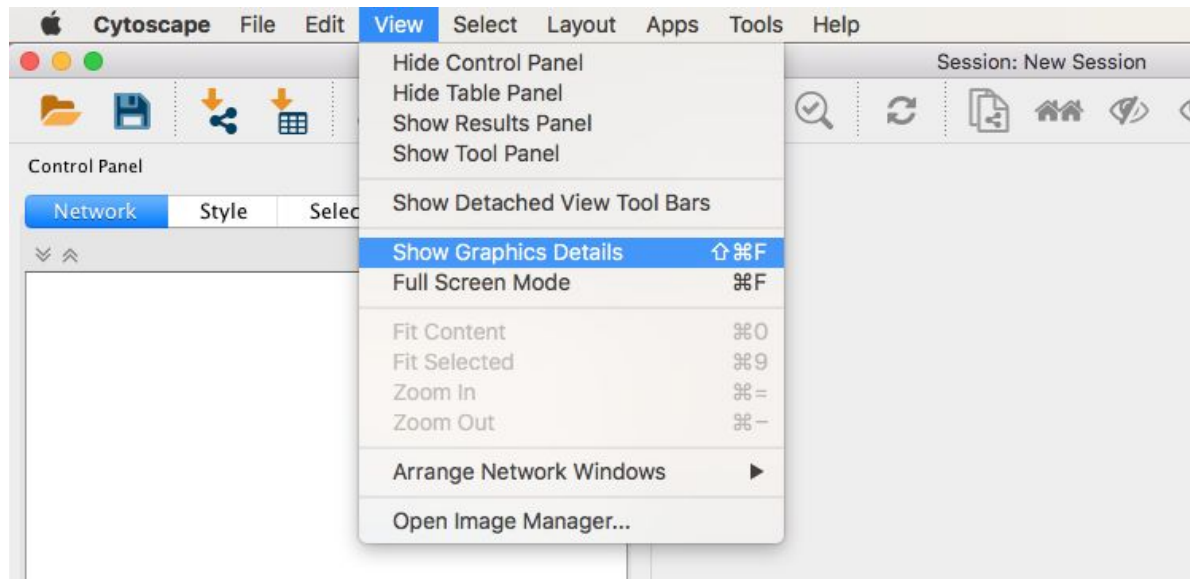 Cytoscape File Edit View Select Layout Apps Tools Help
Session: New Session
Control Panel
Network Style Selec
Hide Control Panel
Hide Table Panel
Show Results Panel
Show Tool Panel
Show Detached View Tool Bars
Show Graphics Details ⇧⌘F
Full Screen Mode ⌘F
Fit Content ⌘0
Fit Selected ⌘9
Zoom In ⌘=
Zoom Out ⌘−
Arrange Network Windows ▶
Open Image Manager...